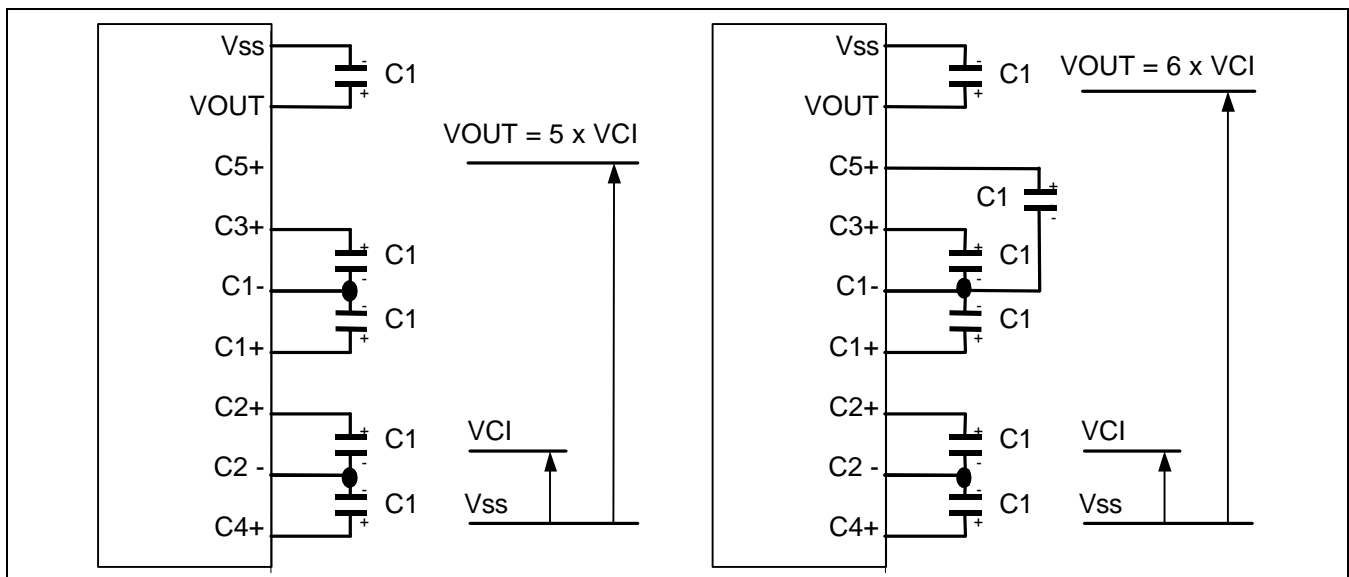 Vss
C1
VOUT
VOUT = 5 x VCI
C5+
C3+
C1
C1-
C1
C1+
C2+
C1
VCI
C2 -
C1
Vss
C4+
Vss
C1
VOUT = 6 x VCI
VOUT
C5+
C1
C3+
C1
C1-
C1
C1+
C2+
C1
VCI
C2 -
C1
Vss
C4+